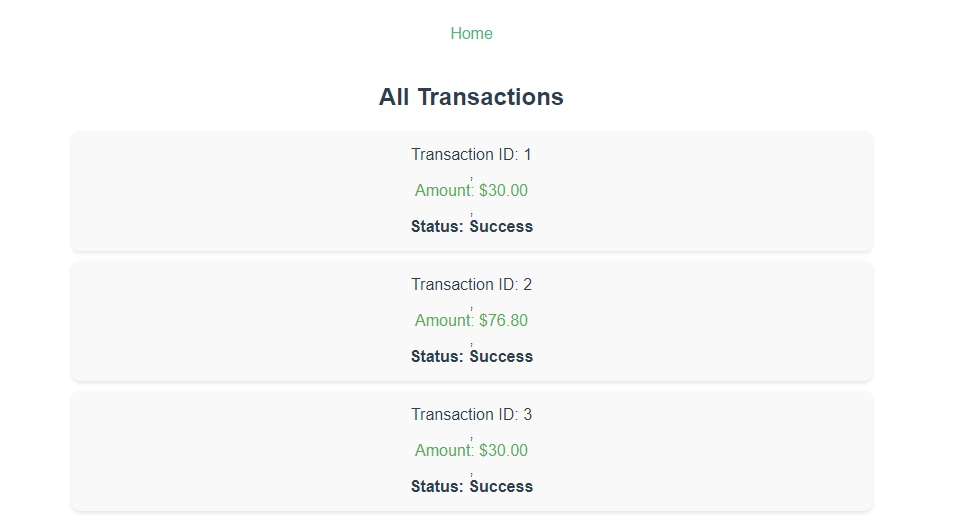 Home
All Transactions
Transaction ID: 1
,
Amount: $30.00
,
Status: Success
Transaction ID: 2
,
Amount: $76.80
,
Status: Success
Transaction ID: 3
,
Amount: $30.00
,
Status: Success